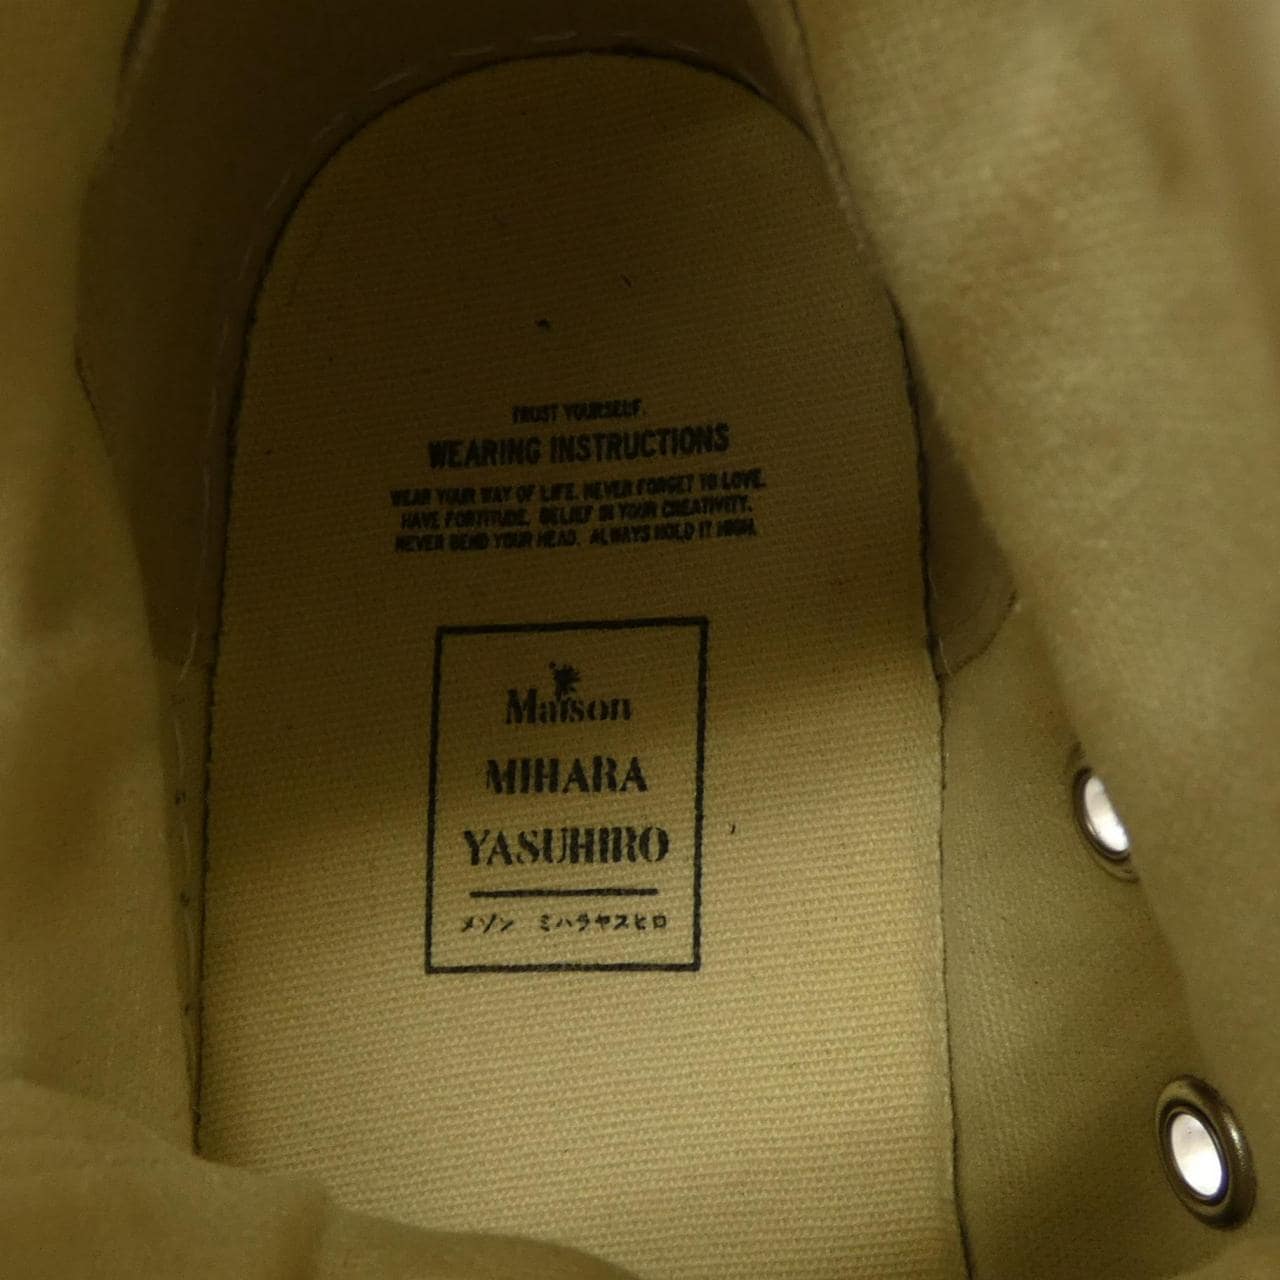 TRUST YOURSELF.
WEARING INSTRUCTIONS
WEAR YOUR WAY OF LIFE. NEVER FORGET TO LOVE.
HAVE FORTITUDE. BELIEF IN YOUR CREATIVITY.
NEVER BEND YOUR HEAD. ALWAYS HOLD IT HIGH.
Maison
MIHARA
YASUHIRO
メゾン ミハラヤスヒロ